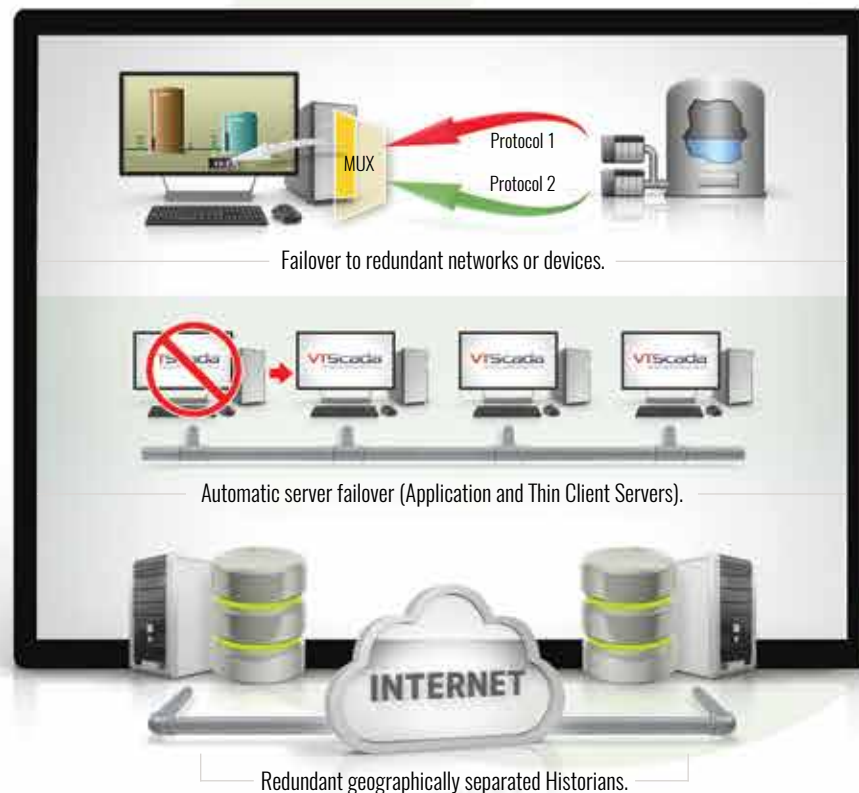 Protocol 1
MUX
Protocol 2
Failover to redundant networks or devices.
VTScada
VTScada
VTScada
VTScada
Automatic server failover (Application and Thin Client Servers).
INTERNET
Redundant geographically separated Historians.